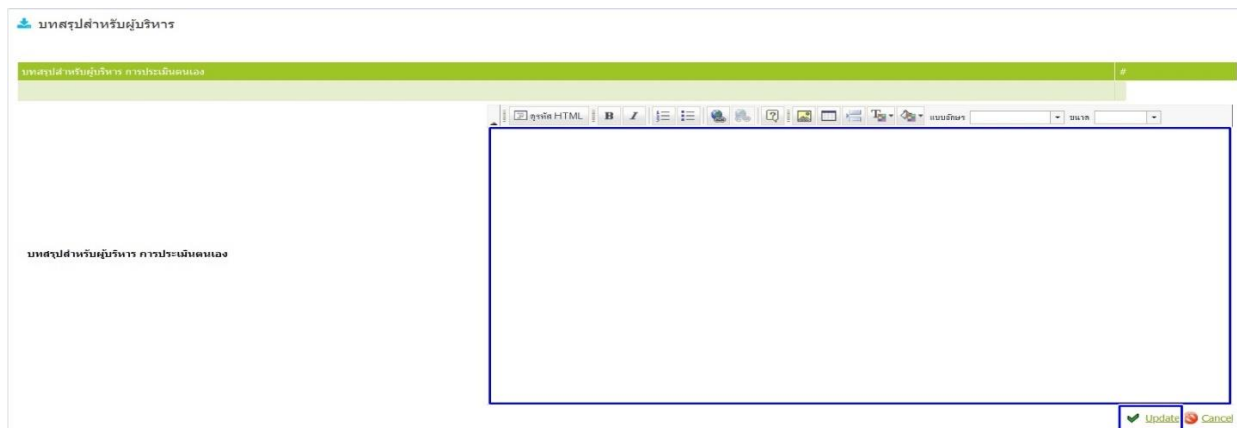 บทสรุปสำหรับผู้บริหาร
บทสรุปสำหรับผู้บริหาร การประเมินตนเอง #
ดูรหัส HTML B I แบบอักษร ขนาด
บทสรุปสำหรับผู้บริหาร การประเมินตนเอง
Update Cancel